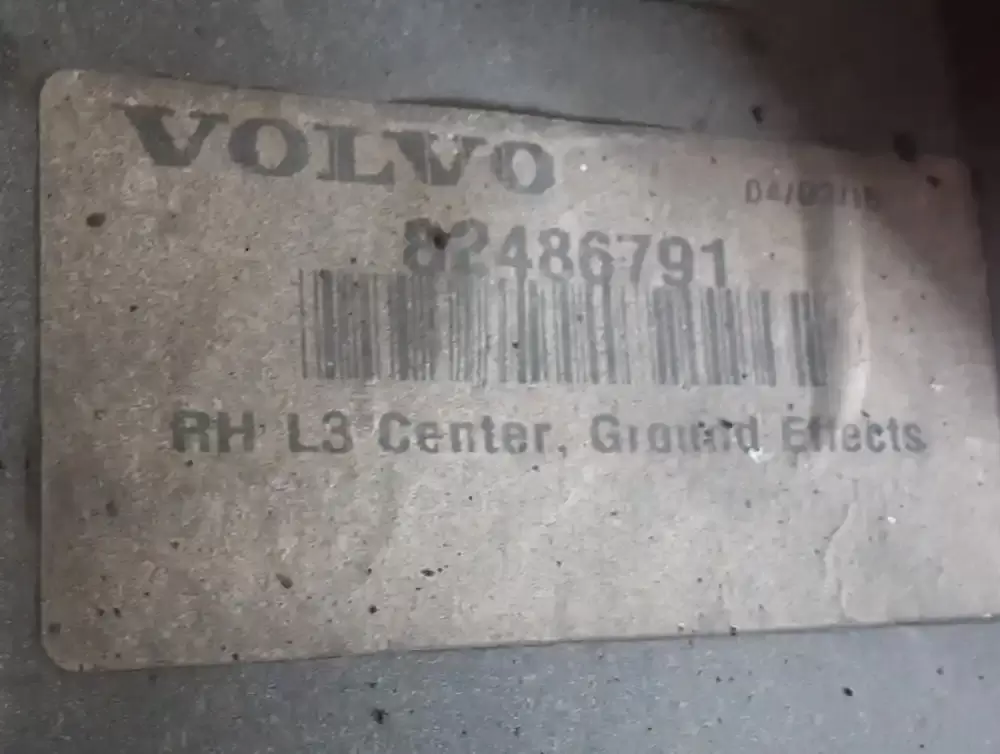 VOLVO
82486791
RH L3 Center, Ground Effects